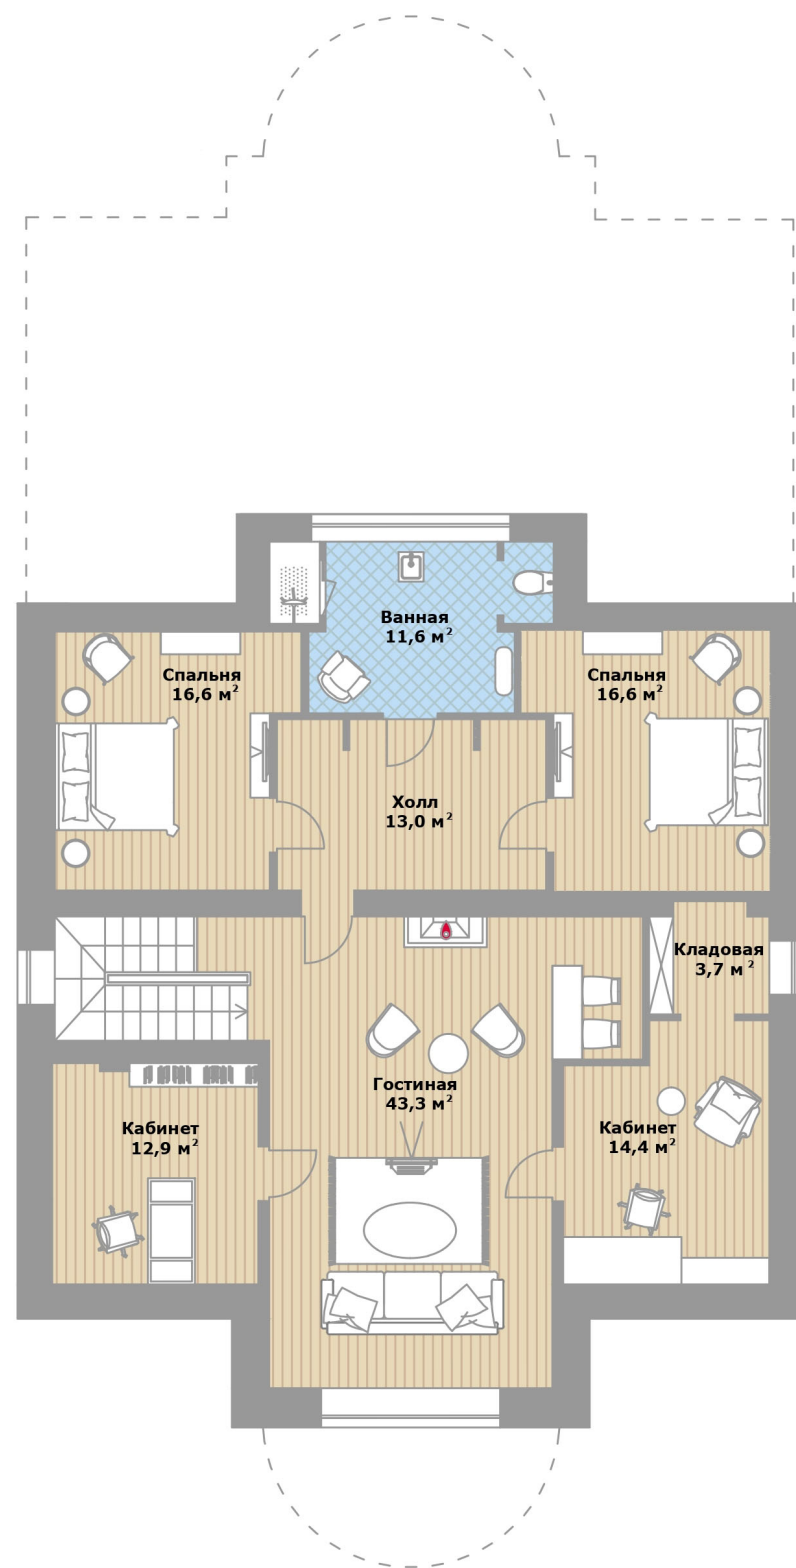 Ванная
11,6 м²
Спальня
16,6 м²
Спальня
16,6 м²
Холл
13,0 м²
Кладовая
3,7 м²
Гостиная
43,3 м²
Кабинет
12,9 м²
Кабинет
14,4 м²